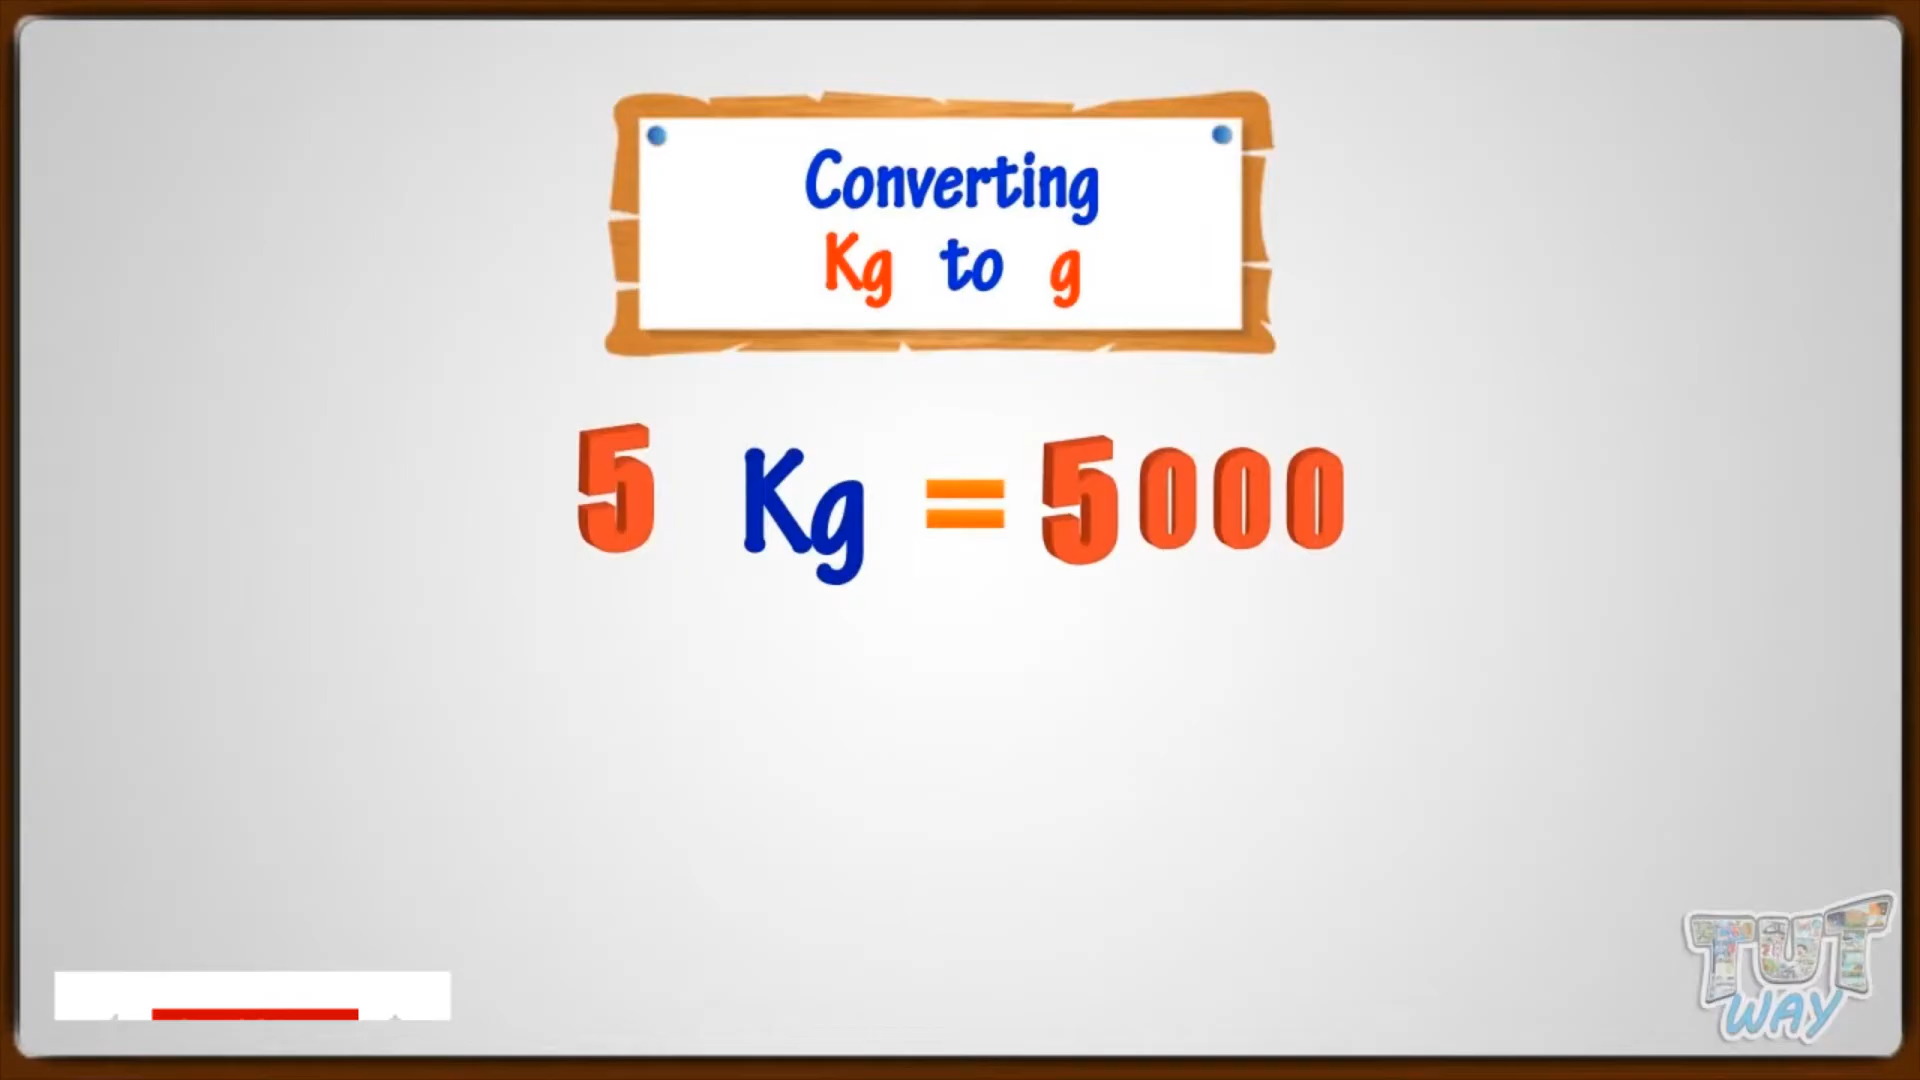 Converting
Kg to g
5 Kg = 5000
TUT
WAY